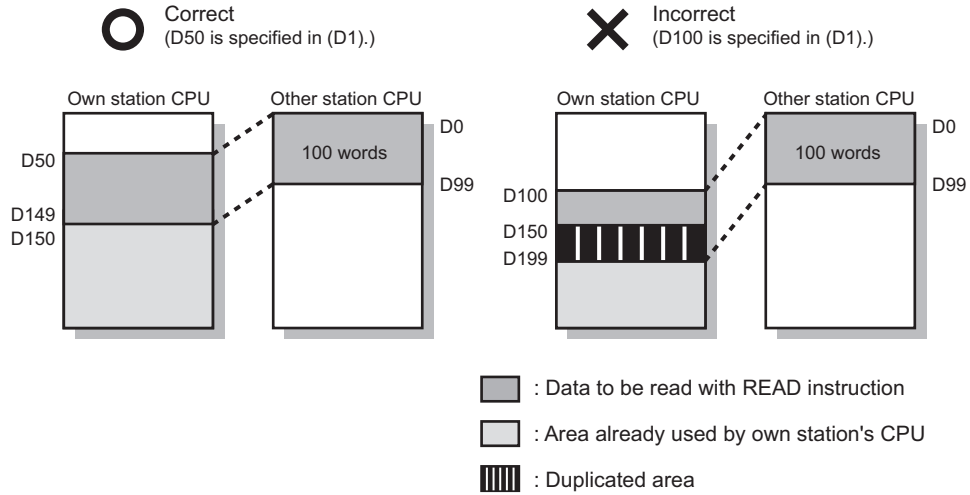 Correct
(D50 is specified in (D1).)
Own station CPU
Other station CPU
D0
100 words
D50
D99
D149
D150
Incorrect
(D100 is specified in (D1).)
Own station CPU
Other station CPU
D0
100 words
D99
D100
D150
D199
: Data to be read with READ instruction
: Area already used by own station's CPU
: Duplicated area